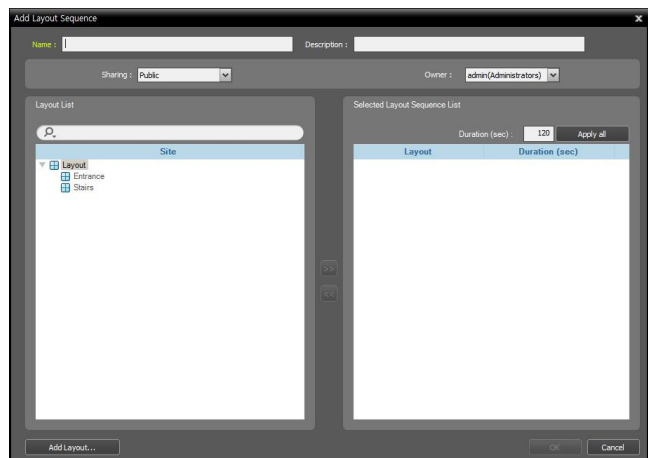 Add Layout Sequence x
Name : Description :
Sharing : Public Owner : admin(Administrators)
Layout List
Selected Layout Sequence List
Duration (sec) : 120 Apply all
Site
Layout Duration (sec)
Layout
Entrance
Stairs
>>
<<
Add Layout... OK Cancel